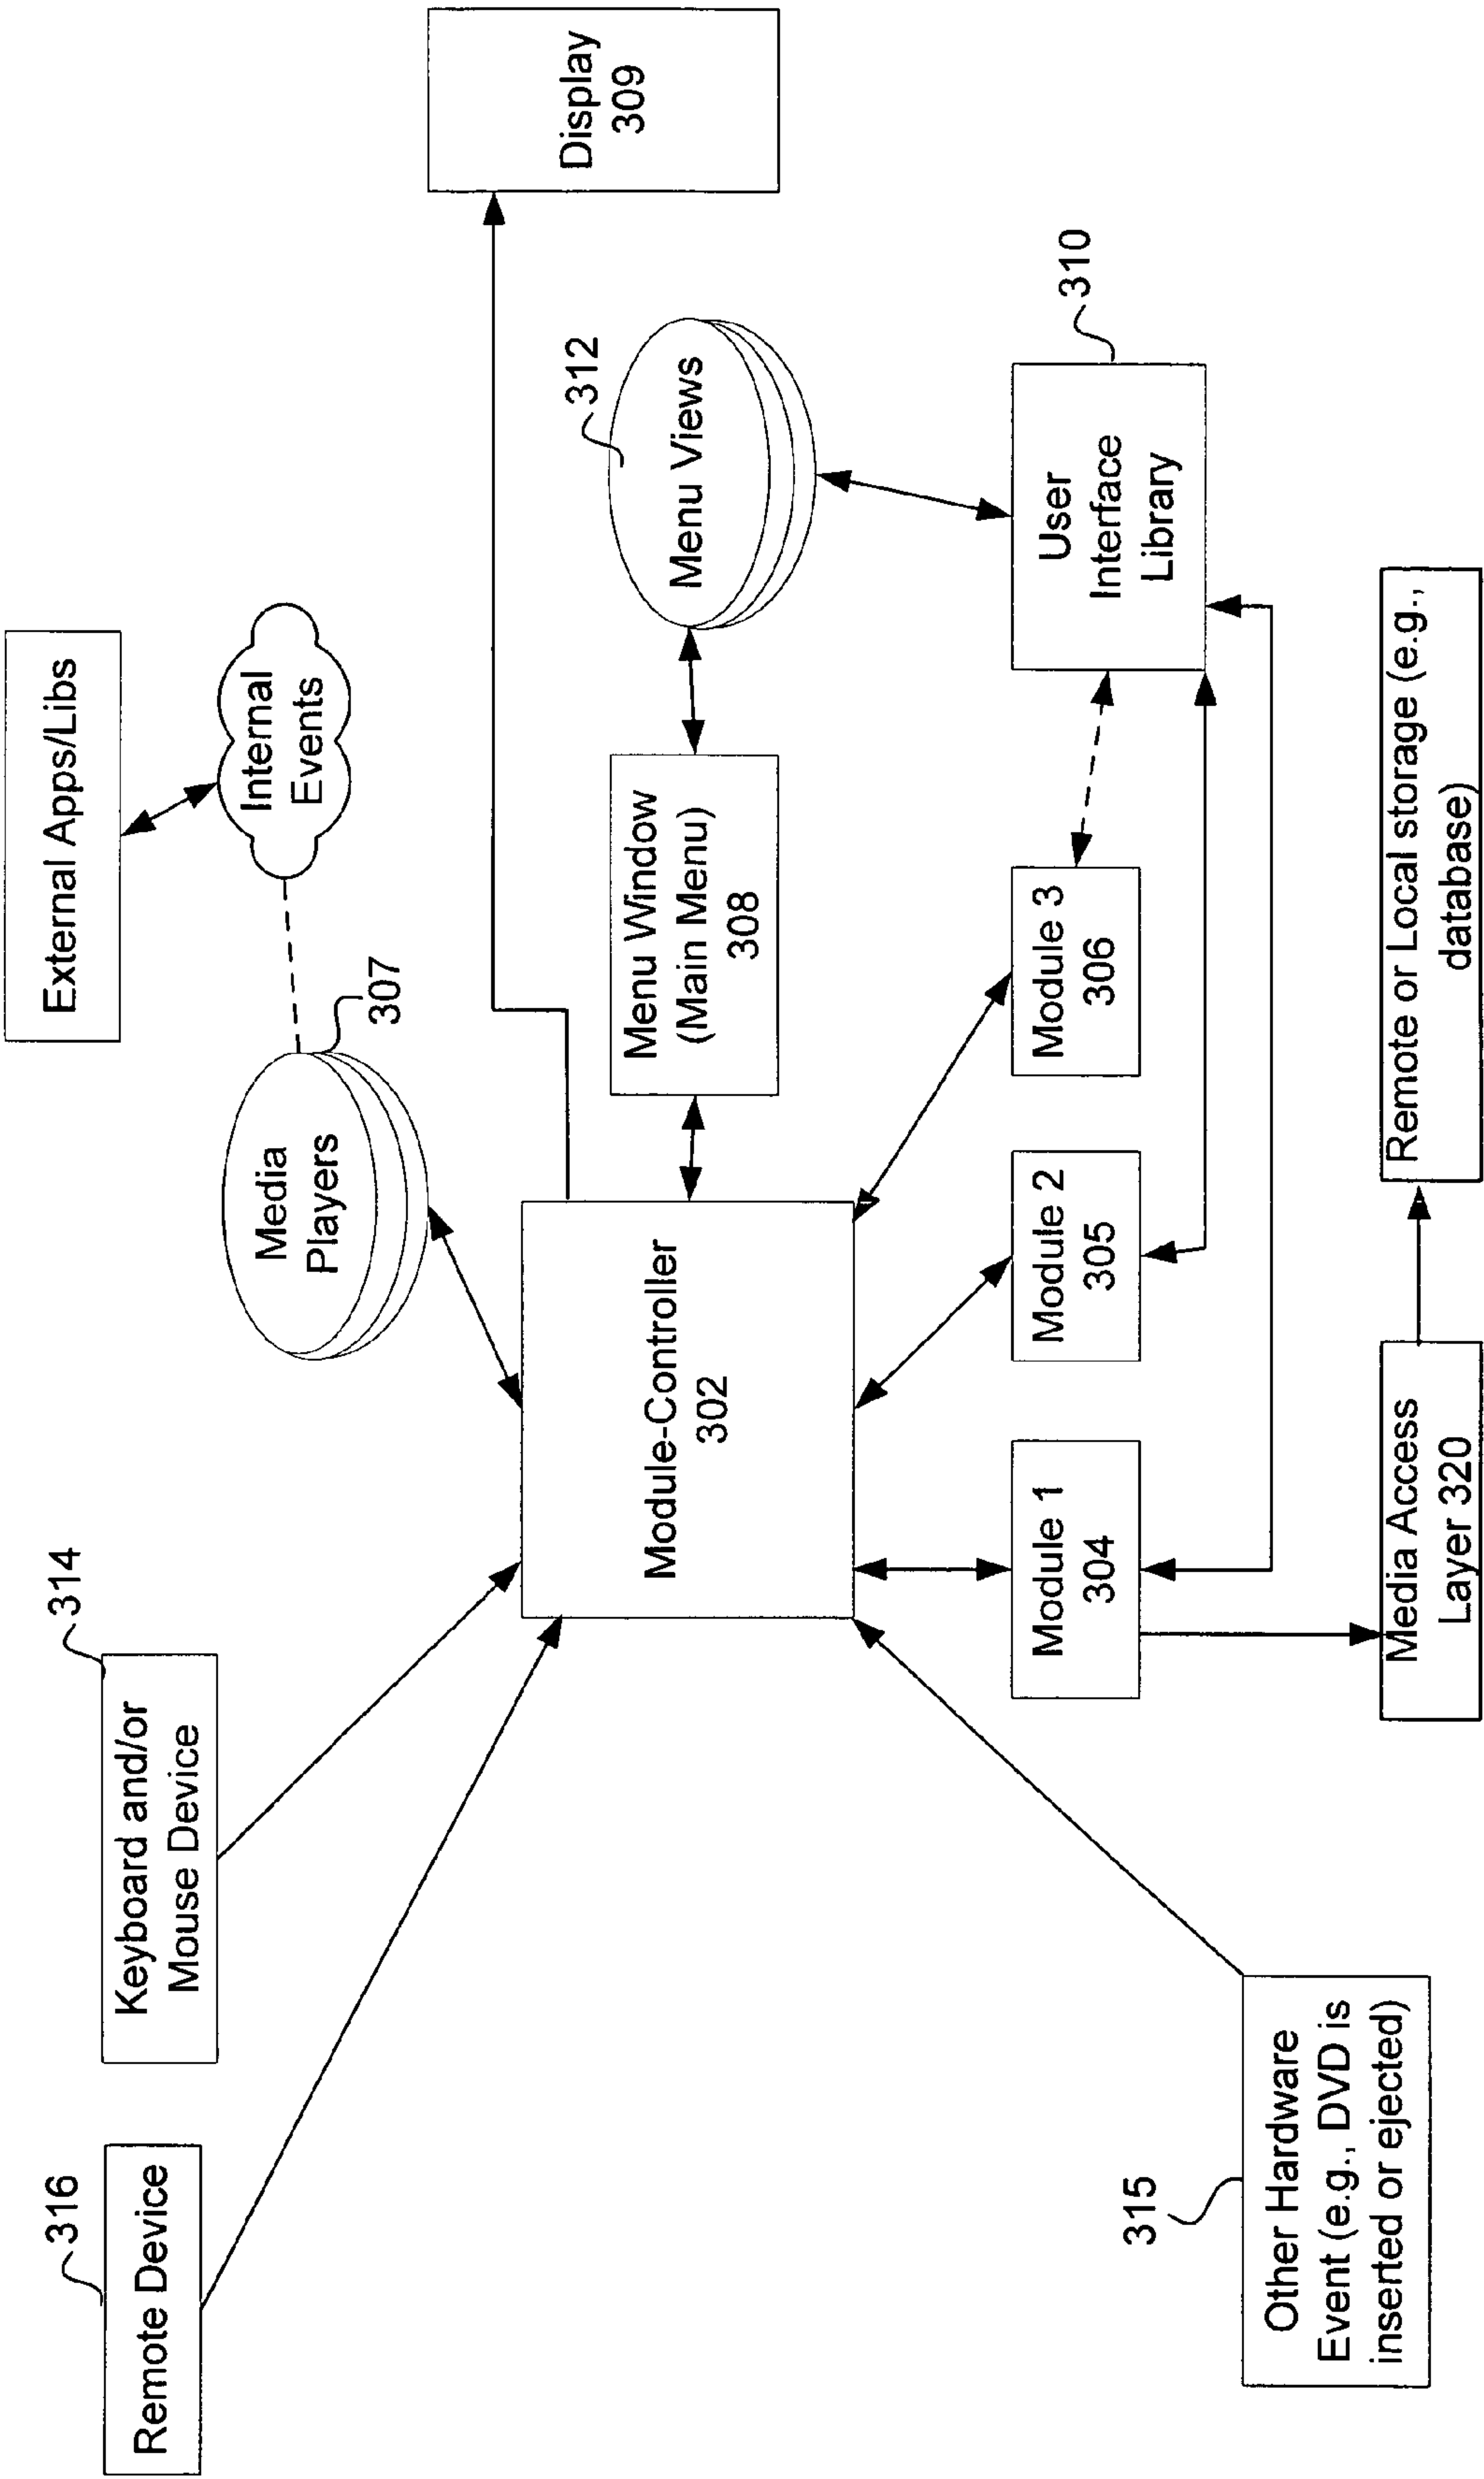 316
Remote Device
314
Keyboard and/or
Mouse Device
External Apps/Libs
Internal
Events
307
Media
Players
Display
309
Module-Controller
302
Menu Window
(Main Menu)
308
312
Menu Views
310
User
Interface
Library
Module 1
304
Module 2
305
Module 3
306
315
Other Hardware
Event (e.g., DVD is
inserted or ejected)
Media Access
Layer 320
Remote or Local storage (e.g.,
database)